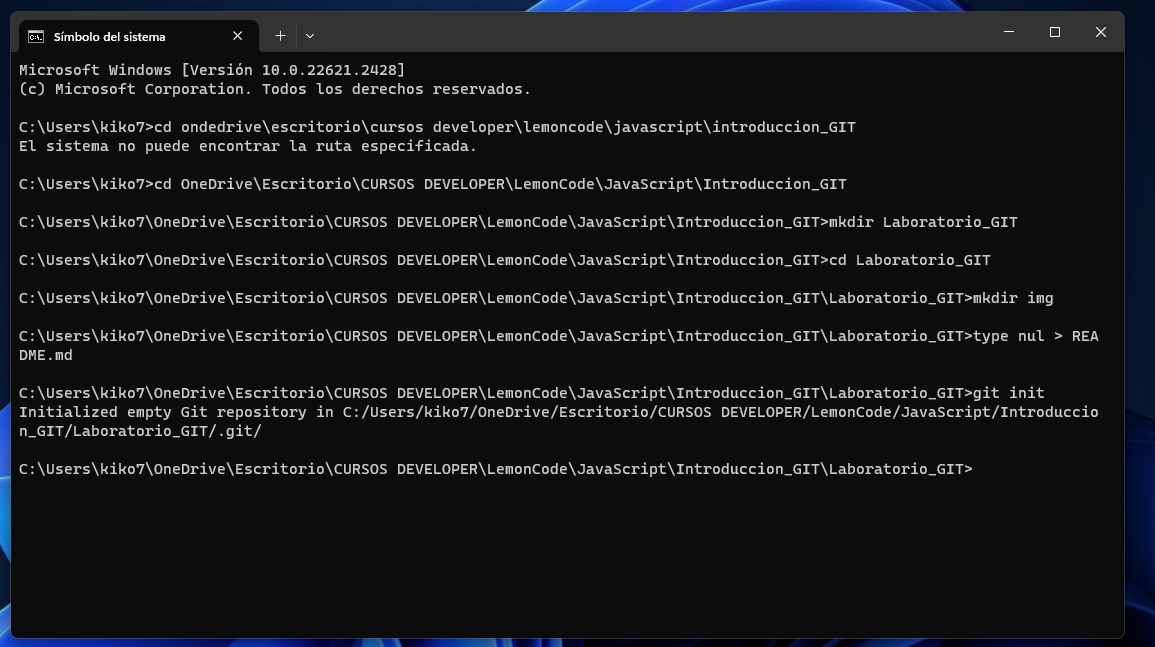 Símbolo del sistema
Microsoft Windows [Versión 10.0.22621.2428]
(c) Microsoft Corporation. Todos los derechos reservados.
C:\Users\kiko7>cd ondedrive\escritorio\cursos developer\lemoncode\javascript\introduccion_GIT
El sistema no puede encontrar la ruta especificada.
C:\Users\kiko7>cd OneDrive\Escritorio\CURSOS DEVELOPER\LemonCode\JavaScript\Introduccion_GIT
C:\Users\kiko7\OneDrive\Escritorio\CURSOS DEVELOPER\LemonCode\JavaScript\Introduccion_GIT>mkdir Laboratorio_GIT
C:\Users\kiko7\OneDrive\Escritorio\CURSOS DEVELOPER\LemonCode\JavaScript\Introduccion_GIT>cd Laboratorio_GIT
C:\Users\kiko7\OneDrive\Escritorio\CURSOS DEVELOPER\LemonCode\JavaScript\Introduccion_GIT\Laboratorio_GIT>mkdir img
C:\Users\kiko7\OneDrive\Escritorio\CURSOS DEVELOPER\LemonCode\JavaScript\Introduccion_GIT\Laboratorio_GIT>type nul > REA
DME.md
C:\Users\kiko7\OneDrive\Escritorio\CURSOS DEVELOPER\LemonCode\JavaScript\Introduccion_GIT\Laboratorio_GIT>git init
Initialized empty Git repository in C:/Users/kiko7/OneDrive/Escritorio/CURSOS DEVELOPER/LemonCode/JavaScript/Introduccio
n_GIT/Laboratorio_GIT/.git/
C:\Users\kiko7\OneDrive\Escritorio\CURSOS DEVELOPER\LemonCode\JavaScript\Introduccion_GIT\Laboratorio_GIT>